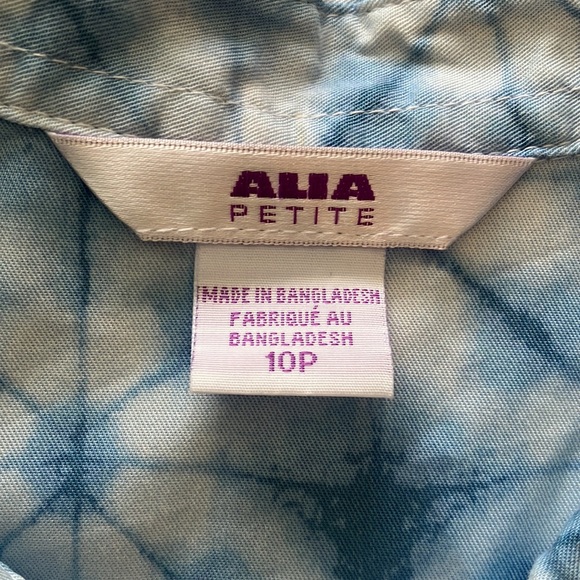 ALIA
PETITE
MADE IN BANGLADESH
FABRIQUÉ AU
BANGLADESH
10P